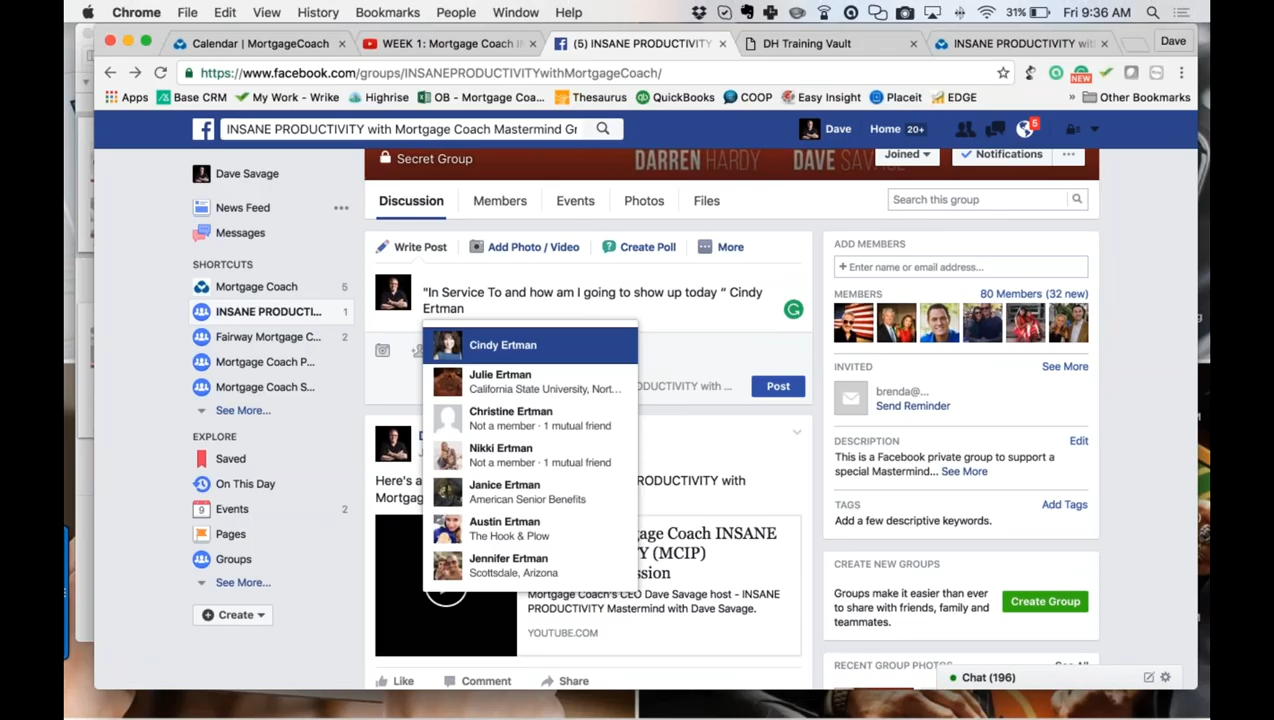 Chrome File Edit View History Bookmarks People Window Help 31% Fri 9:36 AM
Calendar | MortgageCoach
WEEK 1: Mortgage Coach I
(5) INSANE PRODUCTIVITY
DH Training Vault
INSANE PRODUCTIVITY wit
Dave
https://www.facebook.com/groups/INSANEPRODUCTIVITYwithMortgageCoach/
NEW
Apps Base CRM My Work - Wrike Highrise OB - Mortgage Coa... Thesaurus QuickBooks COOP Easy Insight Placeit EDGE » Other Bookmarks
INSANE PRODUCTIVITY with Mortgage Coach Mastermind Gr
Dave Home 20+ 5
Secret Group
DARREN HARDY DAVE SAVAGE
Joined Notifications
Dave Savage
News Feed
Messages
SHORTCUTS
Mortgage Coach 5
INSANE PRODUCTI... 1
Fairway Mortgage C... 2
Mortgage Coach P...
Mortgage Coach S...
See More...
EXPLORE
Saved
On This Day
9 Events 2
Pages
Groups
See More...
Create
Discussion Members Events Photos Files
Search this group
Write Post Add Photo / Video Create Poll More
"In Service To and how am I going to show up today “ Cindy
Ertman
Cindy Ertman
Julie Ertman
California State University, Nort...
Christine Ertman
Not a member · 1 mutual friend
Nikki Ertman
Not a member · 1 mutual friend
Janice Ertman
American Senior Benefits
Austin Ertman
The Hook & Plow
Jennifer Ertman
Scottsdale, Arizona
ODUCTIVITY with ...
Post
Here's a
RODUCTIVITY with
Mortgag
gage Coach INSANE
Y (MCIP)
ssion
Mortgage Coach's CEO Dave Savage host - INSANE
PRODUCTIVITY Mastermind with Dave Savage.
YOUTUBE.COM
Like Comment Share
ADD MEMBERS
+ Enter name or email address...
MEMBERS 80 Members (32 new)
INVITED See More
brenda@...
Send Reminder
DESCRIPTION Edit
This is a Facebook private group to support a
special Mastermind... See More
TAGS Add Tags
Add a few descriptive keywords.
CREATE NEW GROUPS
Groups make it easier than ever
to share with friends, family and
teammates.
Create Group
RECENT GROUP PHOTOS See All
Chat (196)